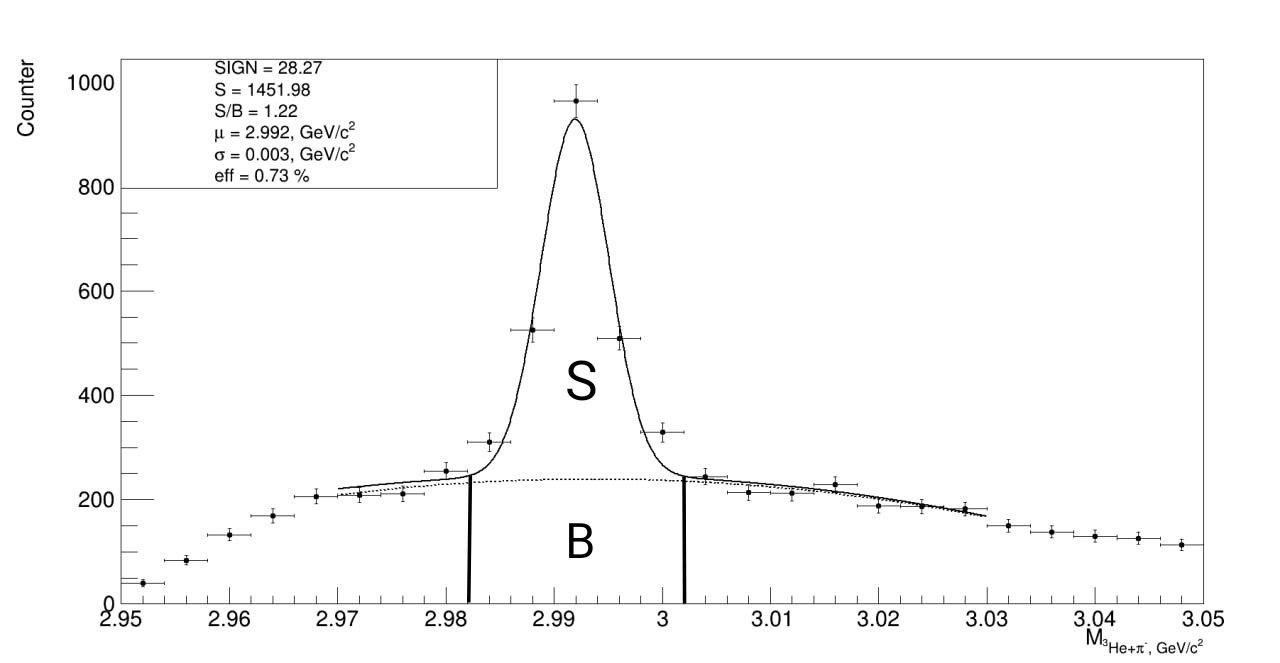 Counter
SIGN = 28.27
S = 1451.98
S/B = 1.22
μ = 2.992, GeV/c²
σ = 0.003, GeV/c²
eff = 0.73 %
1000
800
600
400
200
0
S
B
2.95 2.96 2.97 2.98 2.99 3 3.01 3.02 3.03 3.04 3.05
M³He+π⁻, GeV/c²